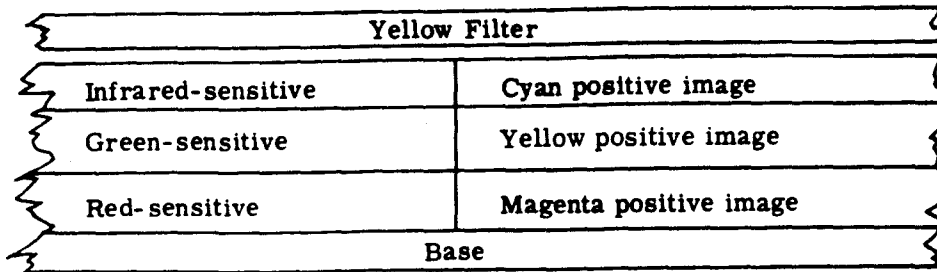 Yellow Filter
Infrared-sensitive Cyan positive image
Green-sensitive Yellow positive image
Red-sensitive Magenta positive image
Base